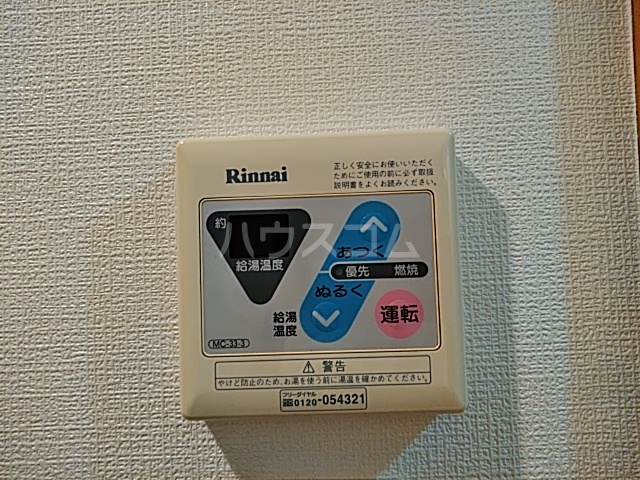 Rinnai
正しく安全にお使いいただく
ためにご使用の前に必ず取扱
説明書をよくお読みください。
約
給湯温度
あつく
優先 燃焼
ぬるく
給湯
温度
運転
MC-33-3
ハウスコム
⚠ 警告
やけど防止のため、お湯を使う前に湯温を確かめてください。
フリーダイヤル
0120-054321